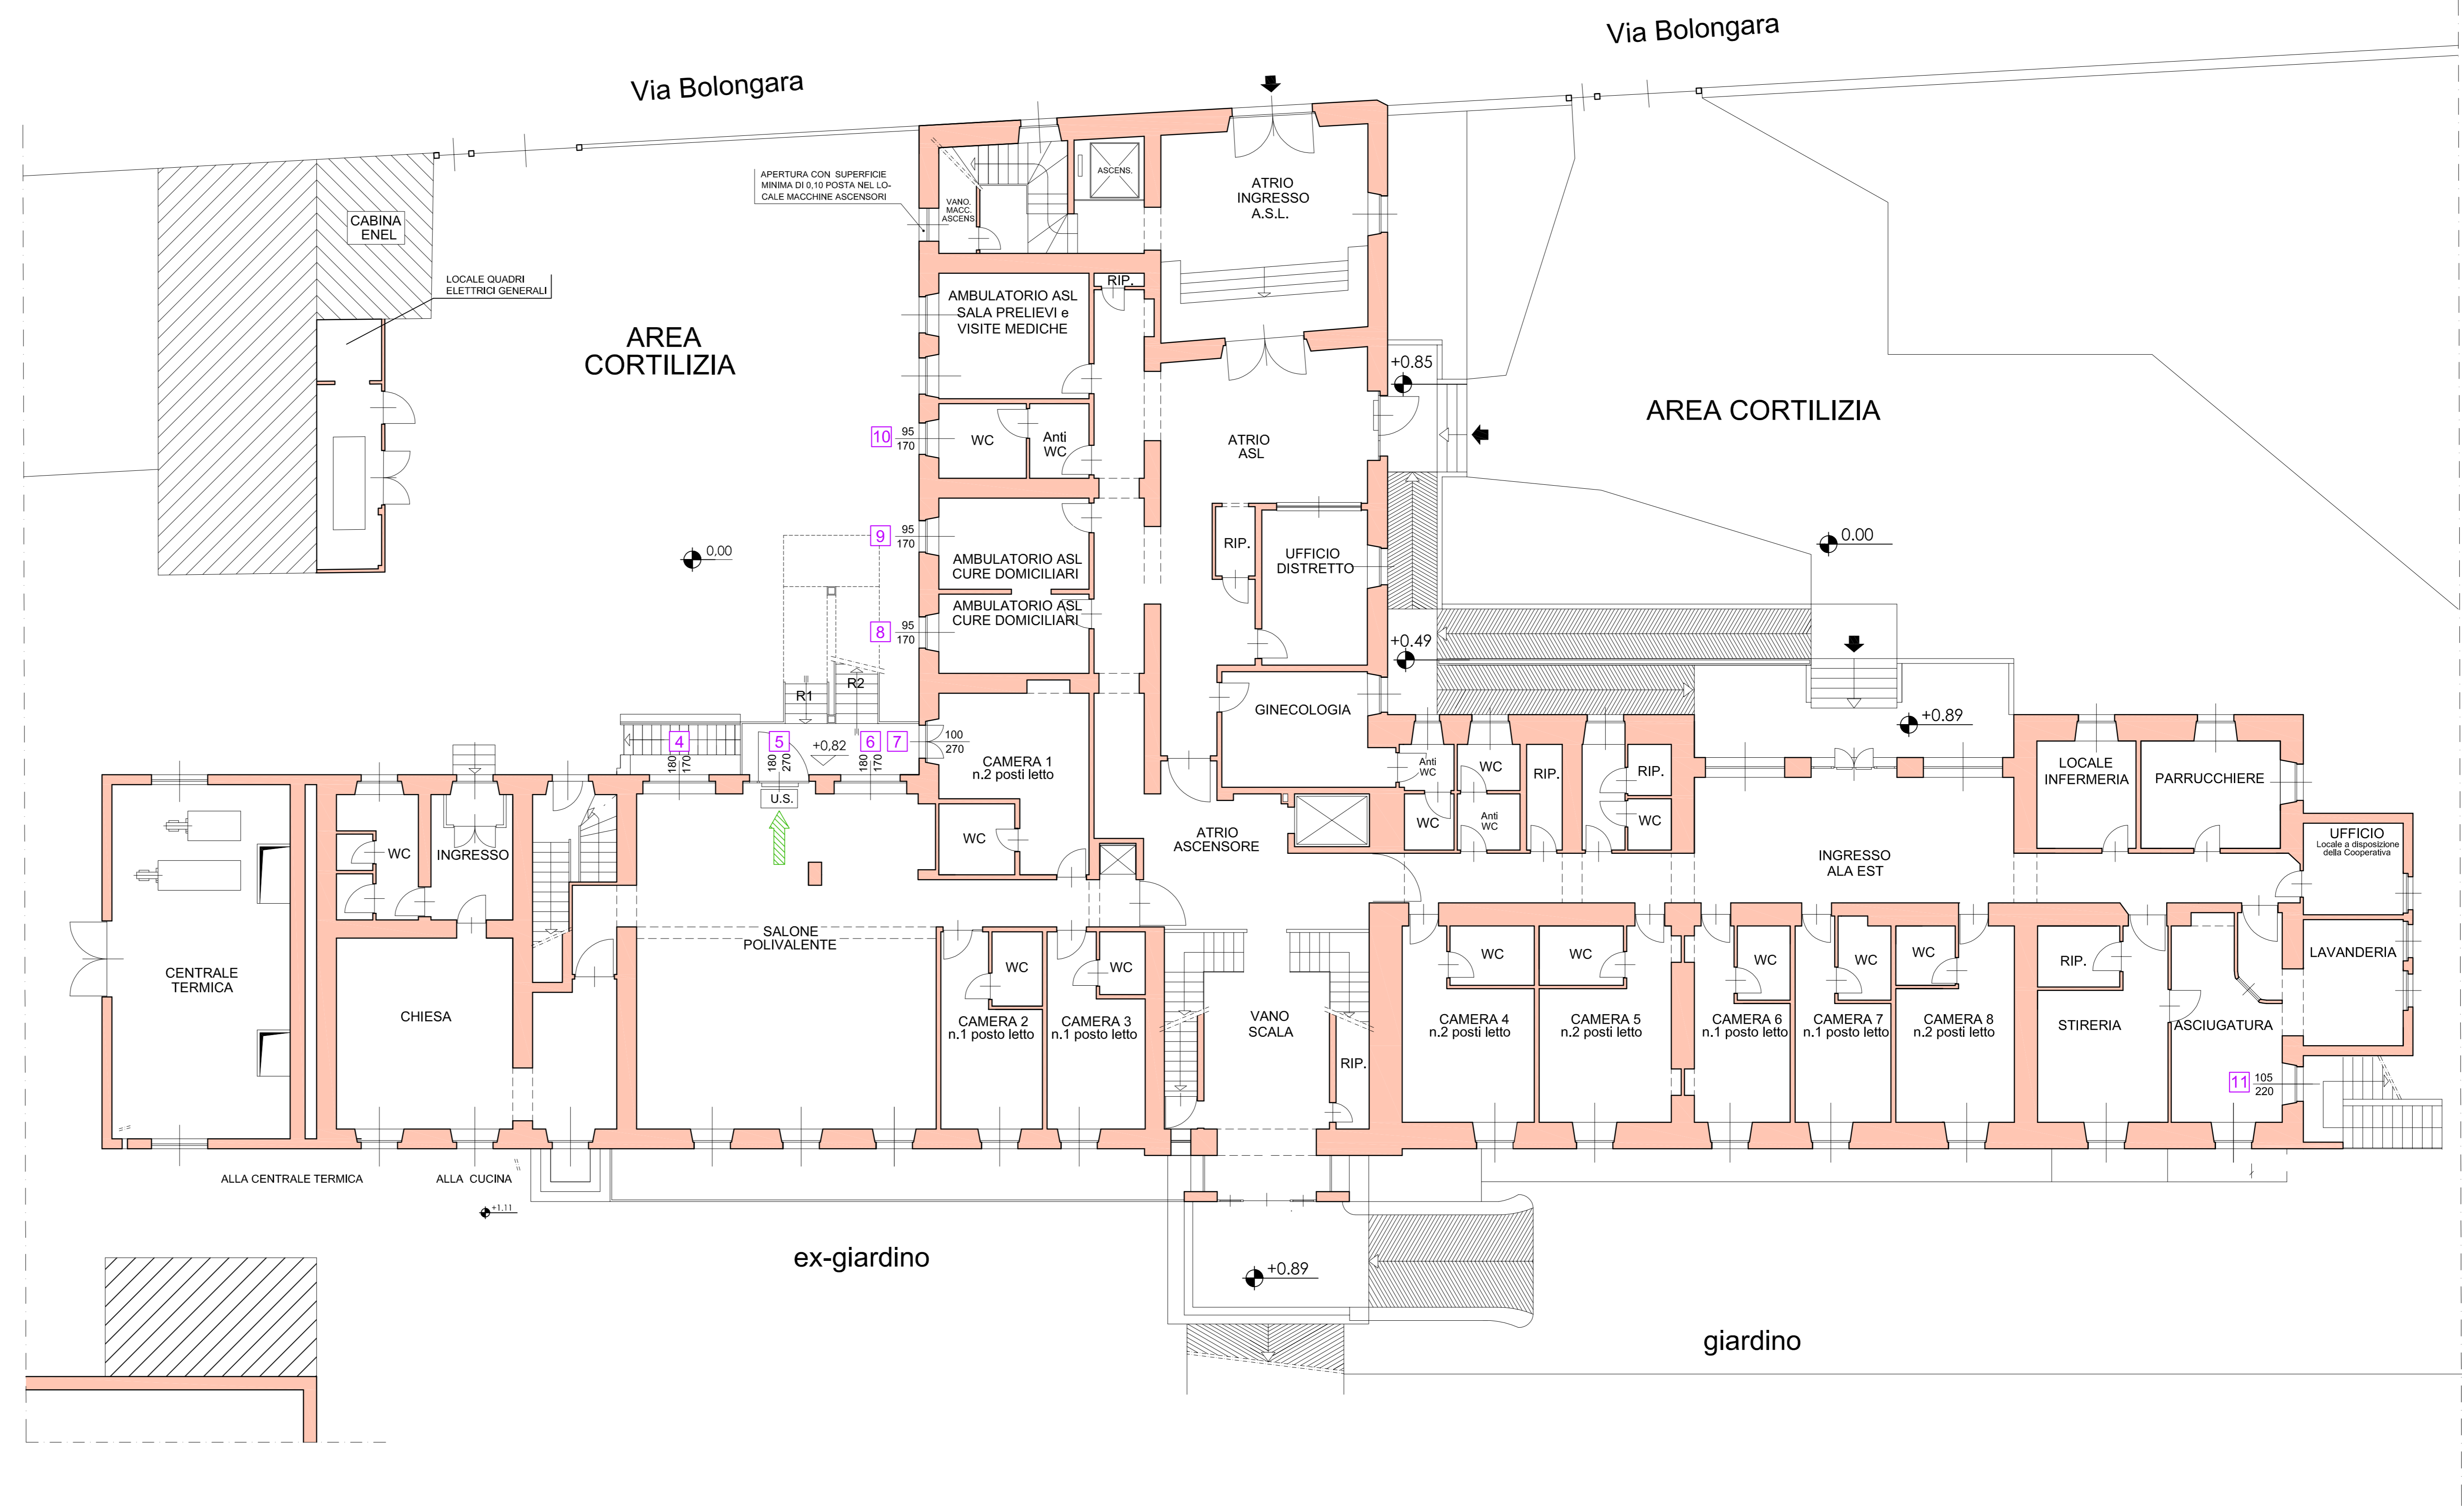 Via Bolongara
Via Bolongara
APERTURA CON SUPERFICIE
MINIMA DI 0,10 POSTA NEL LO-
CALE MACCHINE ASCENSORI
ASCENS.
VANO.
MACC.
ASCENS.
ATRIO
INGRESSO
A.S.L.
CABINA
ENEL
LOCALE QUADRI
ELETTRICI GENERALI
AREA
CORTILIZIA
RIP.
AMBULATORIO ASL
SALA PRELIEVI e
VISITE MEDICHE
+0.85
AREA CORTILIZIA
10
95
170
WC
Anti
WC
ATRIO
ASL
9
95
170
0,00
AMBULATORIO ASL
CURE DOMICILIARI
RIP.
UFFICIO
DISTRETTO
0.00
8
95
170
AMBULATORIO ASL
CURE DOMICILIARI
+0.49
R1
R2
GINECOLOGIA
+0.89
4
180
170
5
180
270
+0,82
6
180
170
7
100
270
U.S.
CAMERA 1
n.2 posti letto
WC
ATRIO
ASCENSORE
Anti
WC
WC
WC
Anti
WC
RIP.
RIP.
WC
INGRESSO
ALA EST
LOCALE
INFERMERIA
PARRUCCHIERE
UFFICIO
Locale a disposizione
della Cooperativa
WC
INGRESSO
CENTRALE
TERMICA
CHIESA
SALONE
POLIVALENTE
WC
WC
CAMERA 2
n.1 posto letto
CAMERA 3
n.1 posto letto
VANO
SCALA
RIP.
WC
CAMERA 4
n.2 posti letto
WC
CAMERA 5
n.2 posti letto
WC
CAMERA 6
n.1 posto letto
WC
CAMERA 7
n.1 posto letto
WC
CAMERA 8
n.2 posti letto
RIP.
STIRERIA
ASCIUGATURA
LAVANDERIA
11
105
220
ALLA CENTRALE TERMICA
ALLA CUCINA
+1.11
ex-giardino
+0.89
giardino